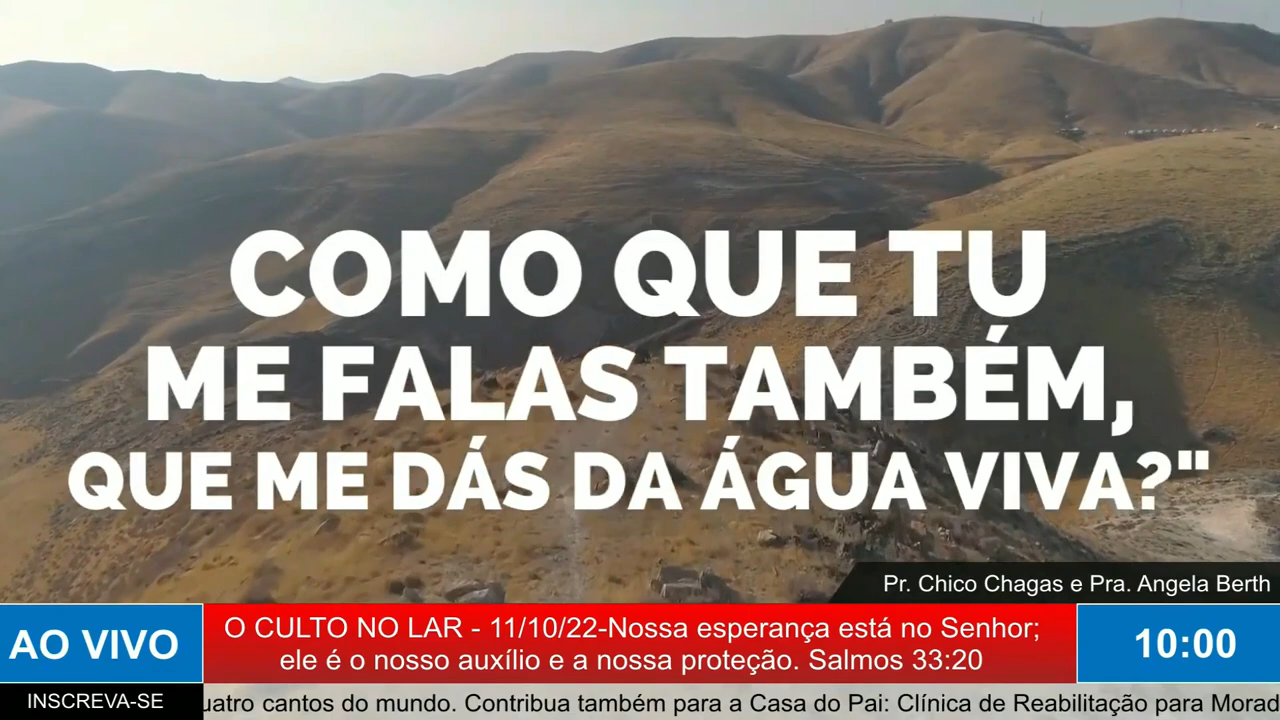 COMO QUE TU
ME FALAS TAMBÉM,
QUE ME DÁS DA ÁGUA VIVA?"
Pr. Chico Chagas e Pra. Angela Berth
AO VIVO
O CULTO NO LAR - 11/10/22-Nossa esperança está no Senhor;
ele é o nosso auxílio e a nossa proteção. Salmos 33:20
10:00
INSCREVA-SE
uatro cantos do mundo. Contribua também para a Casa do Pai: Clínica de Reabilitação para Morad